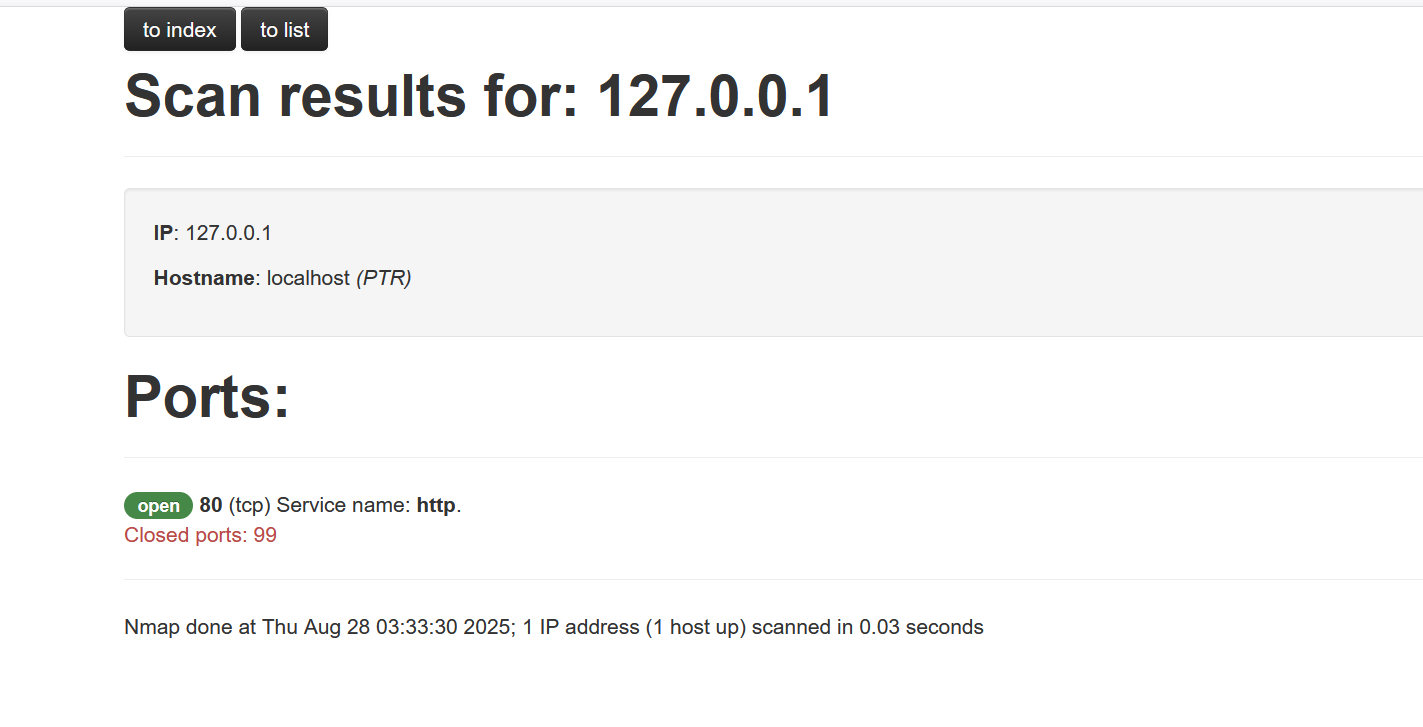 to index to list
Scan results for: 127.0.0.1
IP: 127.0.0.1
Hostname: localhost (PTR)
Ports:
open 80 (tcp) Service name: http.
Closed ports: 99
Nmap done at Thu Aug 28 03:33:30 2025; 1 IP address (1 host up) scanned in 0.03 seconds